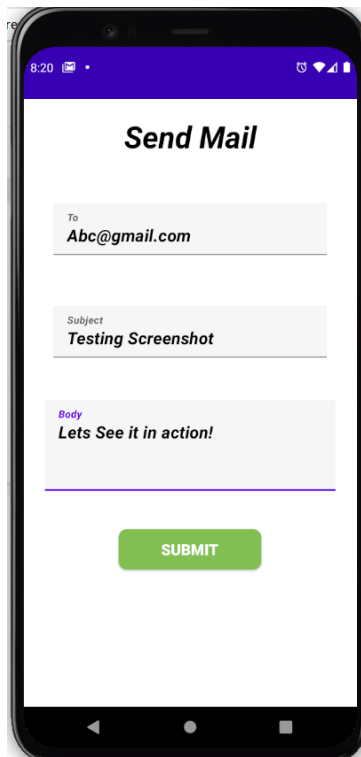 8:20
Send Mail
To
Abc@gmail.com
Subject
Testing Screenshot
Body
Lets See it in action!
SUBMIT